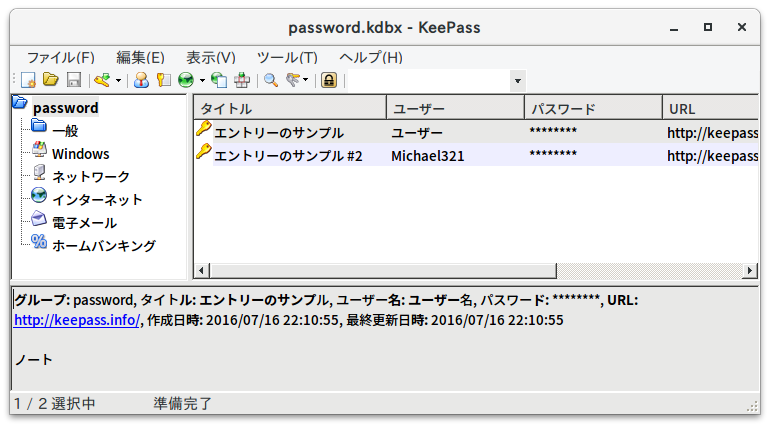 password.kdbx - KeePass
ファイル(F) 編集(E) 表示(V) ツール(T) ヘルプ(H)
タイトル ユーザー パスワード URL
password
エントリーのサンプル ユーザー ******** http://keepass
一般
エントリーのサンプル #2 Michael321 ******** http://keepass
Windows
ネットワーク
インターネット
電子メール
ホームバンキング
グループ: password, タイトル: エントリーのサンプル, ユーザー名: ユーザー名, パスワード: ********, URL:
http://keepass.info/, 作成日時: 2016/07/16 22:10:55, 最終更新日時: 2016/07/16 22:10:55
ノート
1 / 2 選択中 準備完了